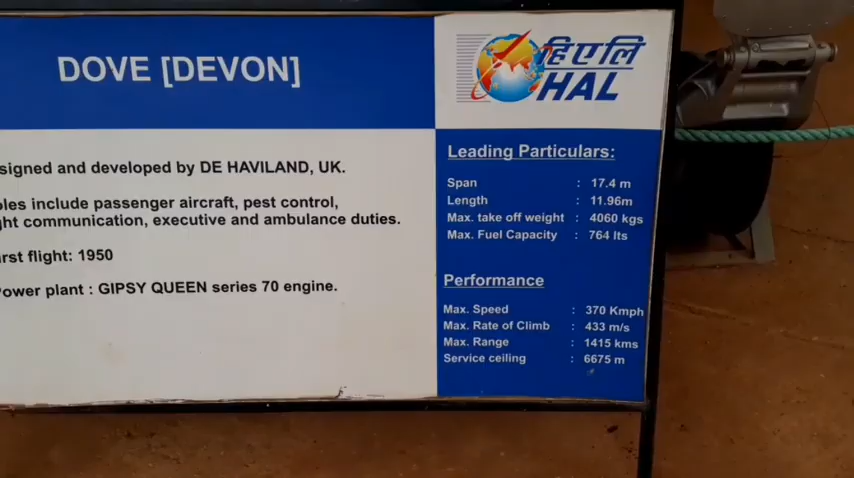 DOVE [DEVON]
हिएलि
HAL
signed and developed by DE HAVILAND, UK.
oles include passenger aircraft, pest control,
ght communication, executive and ambulance duties.
irst flight: 1950
ower plant : GIPSY QUEEN series 70 engine.
Leading Particulars:
Span : 17.4 m
Length : 11.96m
Max. take off weight : 4060 kgs
Max. Fuel Capacity : 764 lts
Performance
Max. Speed : 370 Kmph
Max. Rate of Climb : 433 m/s
Max. Range : 1415 kms
Service ceiling : 6675 m